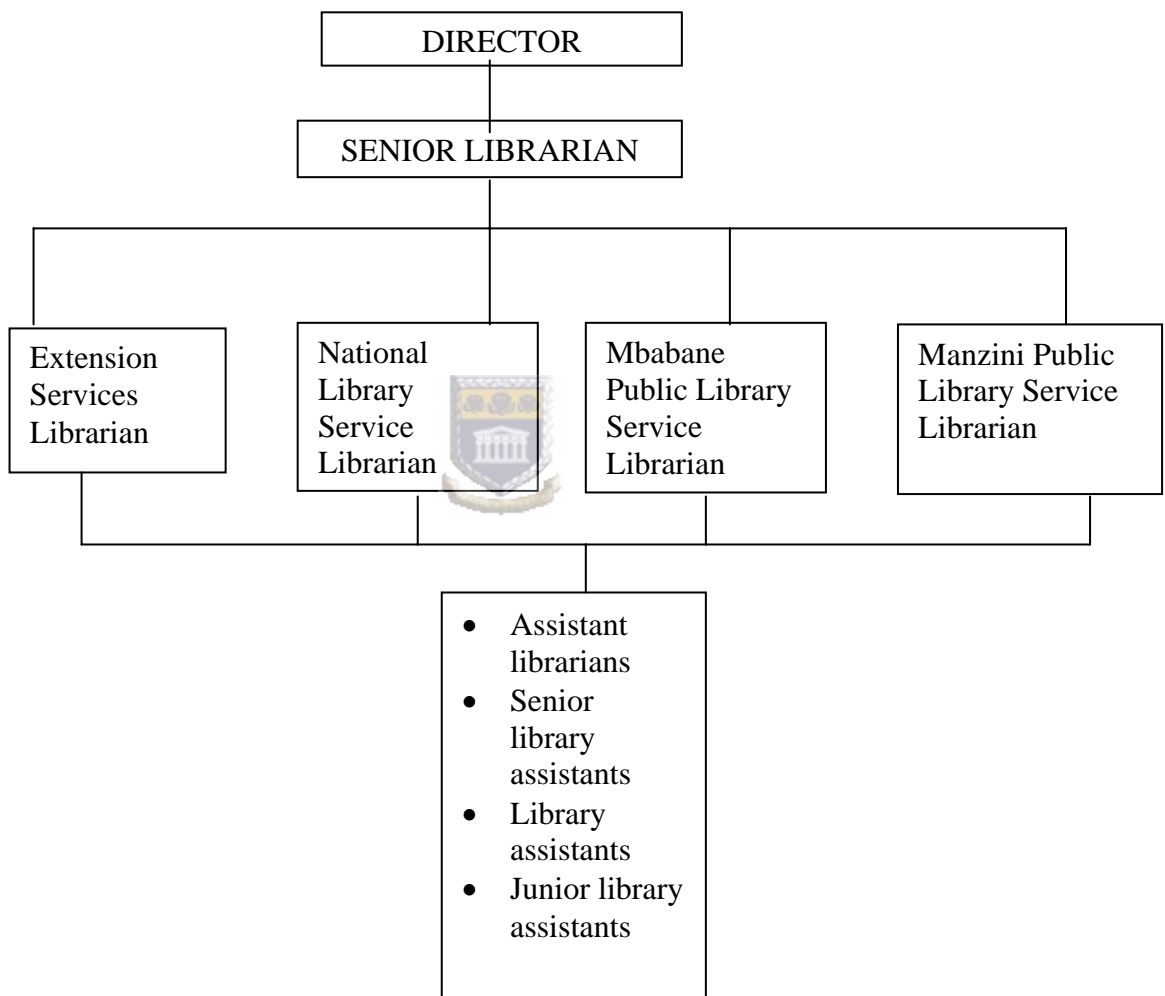 DIRECTOR
SENIOR LIBRARIAN
Extension
Services
Librarian
National
Library
Service
Librarian
Mbabane
Public Library
Service
Librarian
Manzini Public
Library Service
Librarian
• Assistant
librarians
• Senior
library
assistants
• Library
assistants
• Junior library
assistants